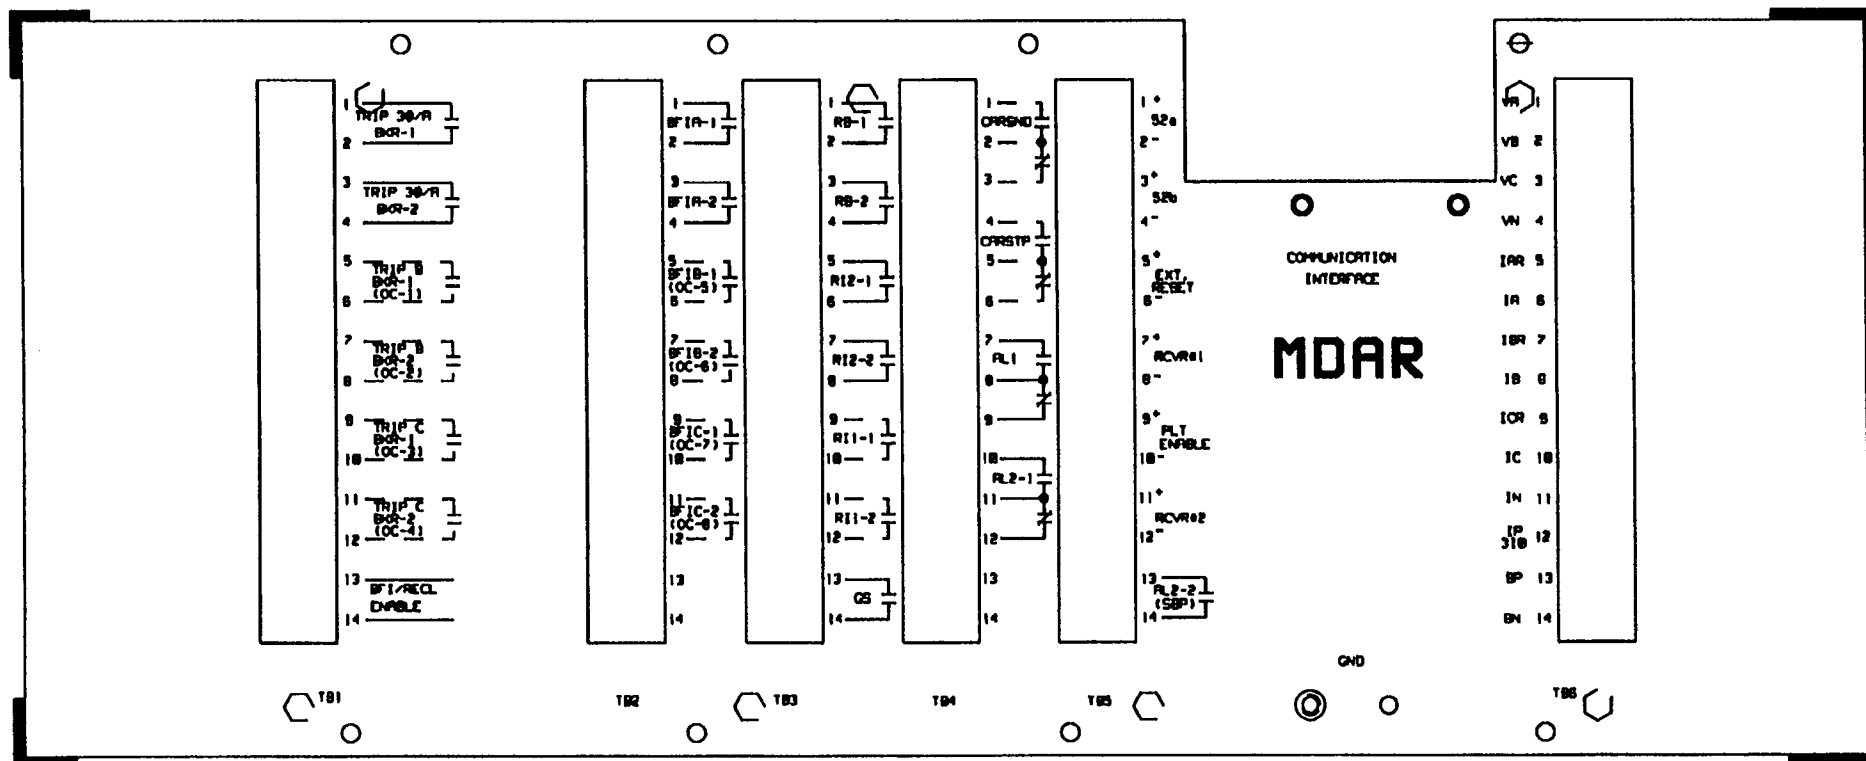 1
TRIP 30/A
BKR-1
2
3
TRIP 30/A
BKR-2
4
5
TRIP B
BKR-1
(OC-1)
6
7
TRIP B
BKR-2
(OC-2)
8
9
TRIP C
BKR-1
(OC-3)
10
11
TRIP C
BKR-2
(OC-4)
12
13
BFI/RECL
ENABLE
14
TB1
1
BFIA-1
2
3
BFIA-2
4
5
BFIB-1
(OC-5)
6
7
BFIB-2
(OC-6)
8
9
BFIC-1
(OC-7)
10
11
BFIC-2
(OC-8)
12
13
14
TB2
1
RB-1
2
3
RB-2
4
5
RI2-1
6
7
RI2-2
8
9
RI1-1
10
11
RI1-2
12
13
GS
14
TB3
1
CARSND
2
3
4
CARSTP
5
6
7
AL1
8
9
10
AL2-1
11
12
13
14
TB4
1 +
52a
2 -
3 +
52b
4 -
5 +
EXT.
RESET
6 -
7 +
RCVR#1
8 -
9 +
PLT
ENABLE
10 -
11 +
RCVR#2
12 -
13
AL2-2
(SBP)
14
TB5
COMMUNICATION
INTERFACE
MDAR
GND
VA 1
VB 2
VC 3
VN 4
IAR 5
IA 6
IBR 7
IB 8
ICR 9
IC 10
IN 11
IP 12
3I0
BP 13
BN 14
TB6